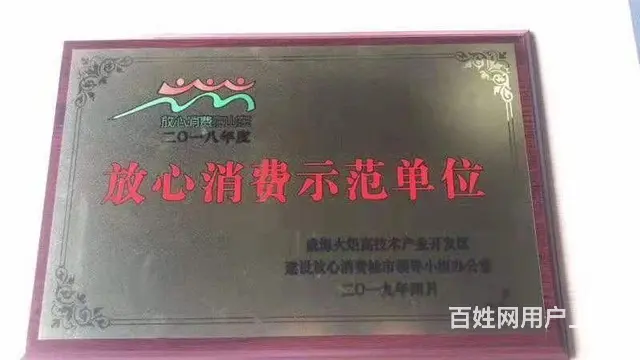 放心消费在山东
二〇一八年度
放心消费示范单位
威海火炬高技术产业开发区
建设放心消费城市领导小组办公室
二〇一九年四月
百姓网用户上